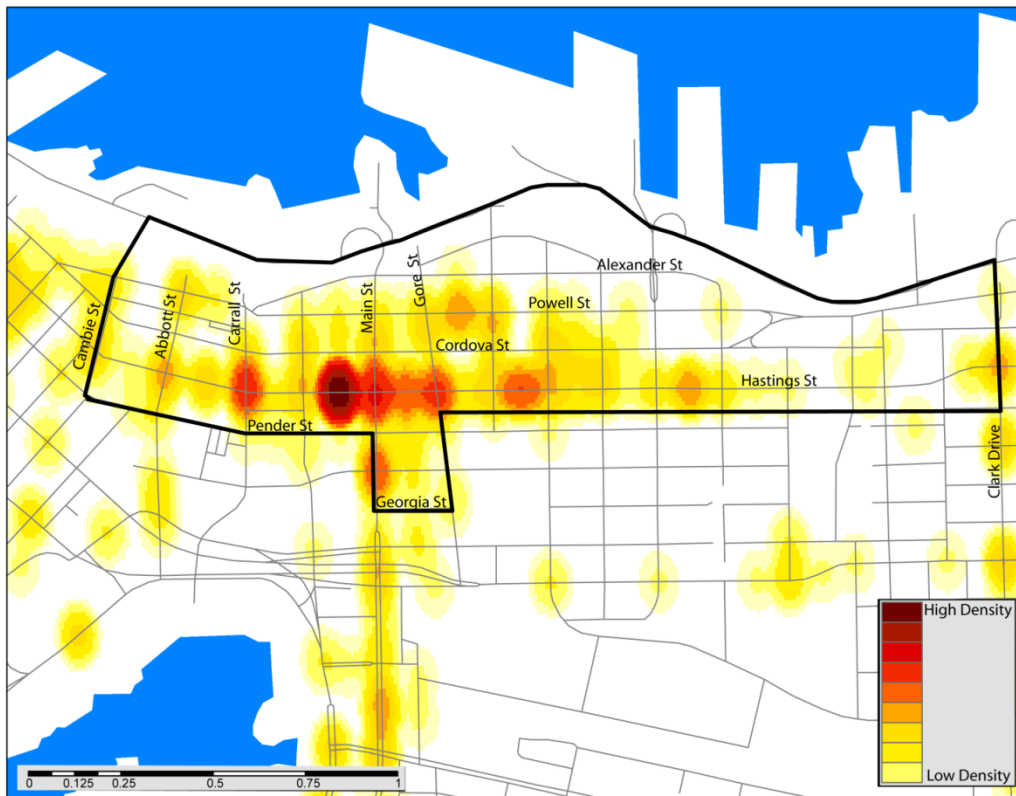 Alexander St
Gore St
Powell St
Main St
Carrall St
Abbott St
Cambie St
Cordova St
Hastings St
Pender St
Clark Drive
Georgia St
High Density
Low Density
0 0.125 0.25 0.5 0.75 1